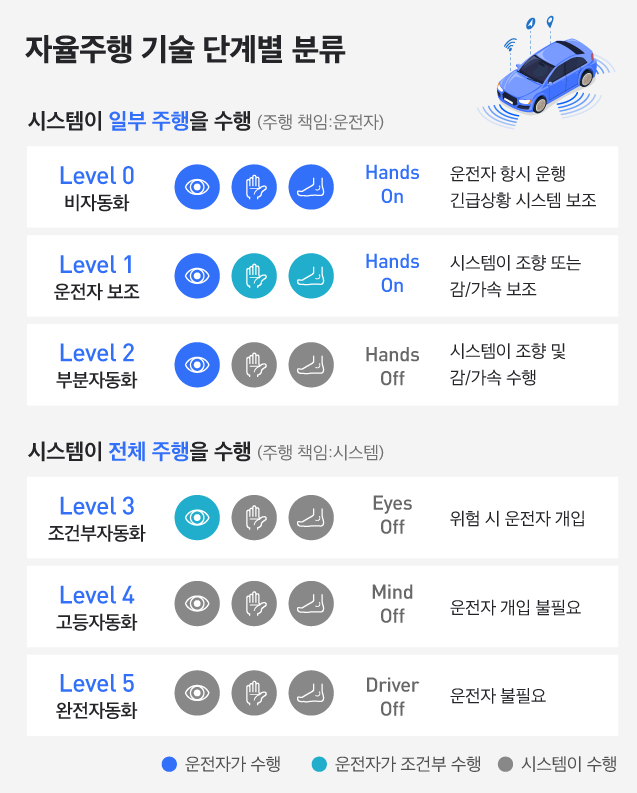 자율주행 기술 단계별 분류
시스템이 일부 주행을 수행 (주행 책임:운전자)
Level 0
비자동화
Hands
On
운전자 항시 운행
긴급상황 시스템 보조
Level 1
운전자 보조
Hands
On
시스템이 조향 또는
감/가속 보조
Level 2
부분자동화
Hands
Off
시스템이 조향 및
감/가속 수행
시스템이 전체 주행을 수행 (주행 책임:시스템)
Level 3
조건부자동화
Eyes
Off
위험 시 운전자 개입
Level 4
고등자동화
Mind
Off
운전자 개입 불필요
Level 5
완전자동화
Driver
Off
운전자 불필요
운전자가 수행
운전자가 조건부 수행
시스템이 수행